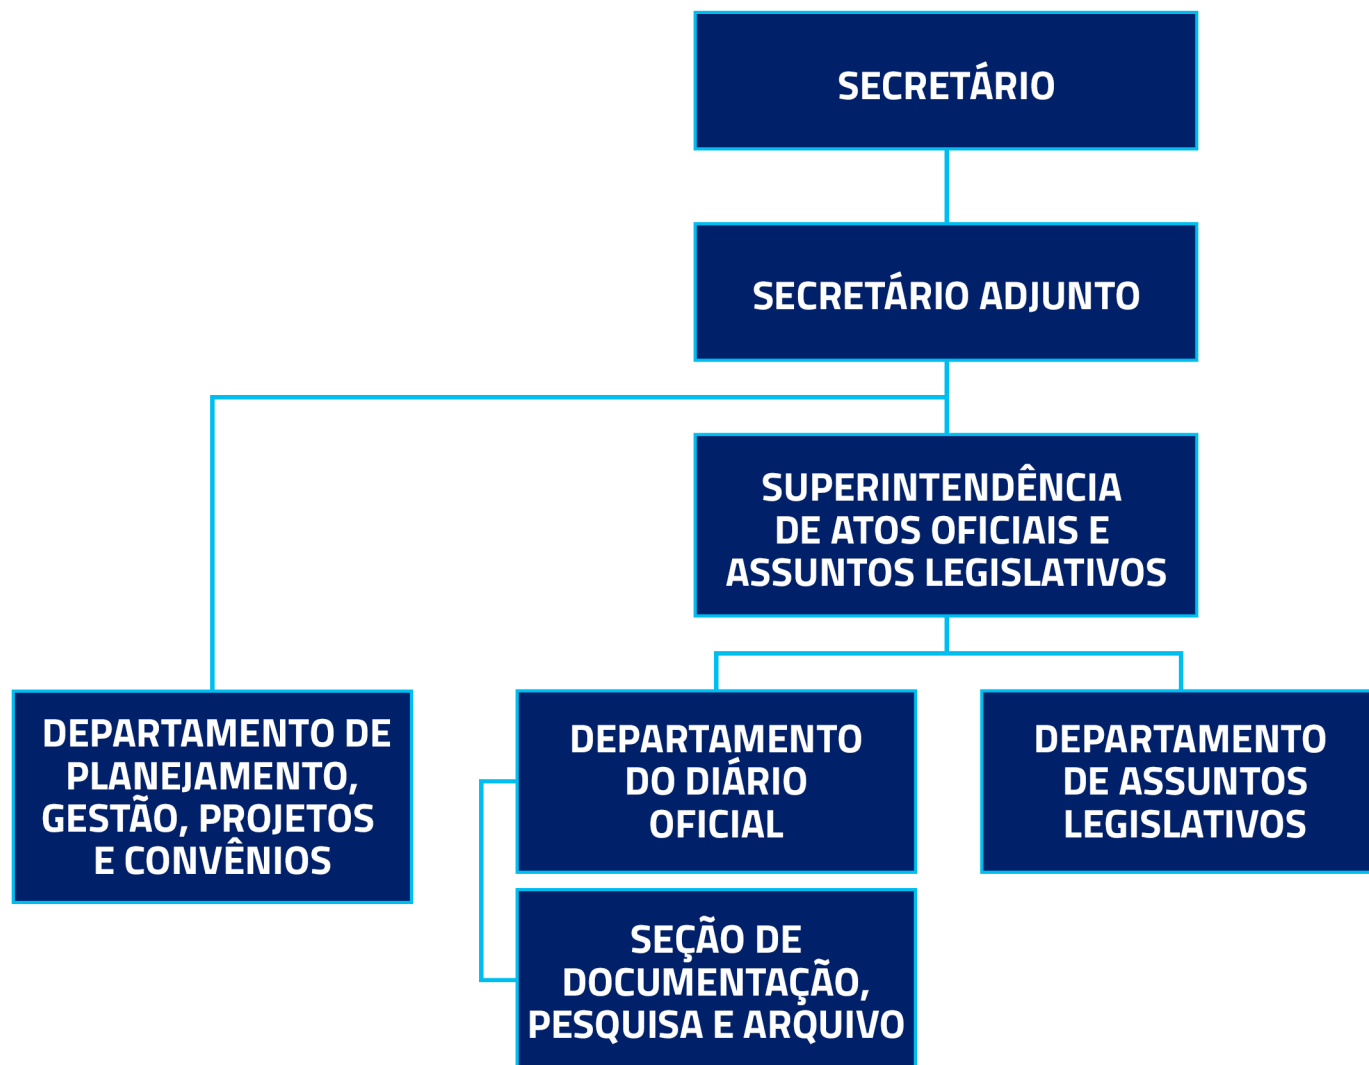 SECRETÁRIO
SECRETÁRIO ADJUNTO
SUPERINTENDÊNCIA
DE ATOS OFICIAIS E
ASSUNTOS LEGISLATIVOS
DEPARTAMENTO DE
PLANEJAMENTO,
GESTÃO, PROJETOS
E CONVÊNIOS
DEPARTAMENTO
DO DIÁRIO
OFICIAL
DEPARTAMENTO
DE ASSUNTOS
LEGISLATIVOS
SEÇÃO DE
DOCUMENTAÇÃO,
PESQUISA E ARQUIVO